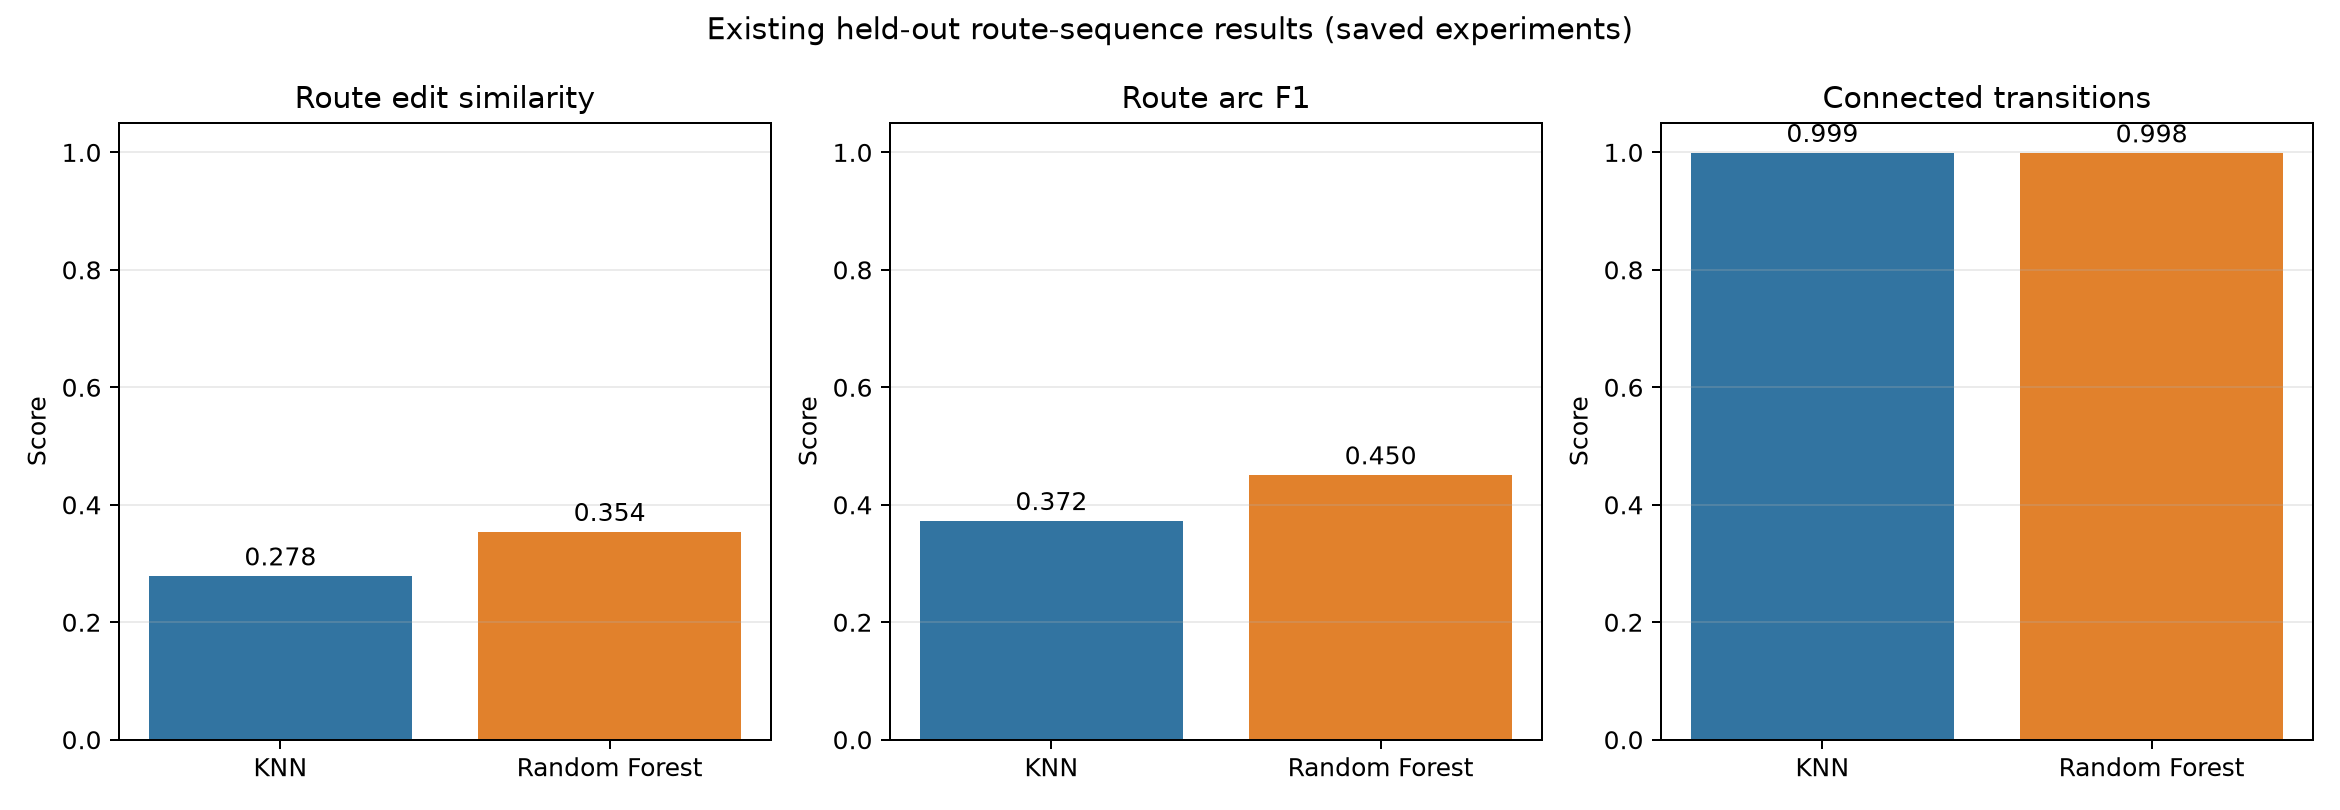 Existing held-out route-sequence results (saved experiments)
Route edit similarity
Score
1.0
0.8
0.6
0.4
0.2
0.0
0.278
0.354
KNN
Random Forest
Route arc F1
Score
1.0
0.8
0.6
0.4
0.2
0.0
0.372
0.450
KNN
Random Forest
Connected transitions
Score
1.0
0.8
0.6
0.4
0.2
0.0
0.999
0.998
KNN
Random Forest